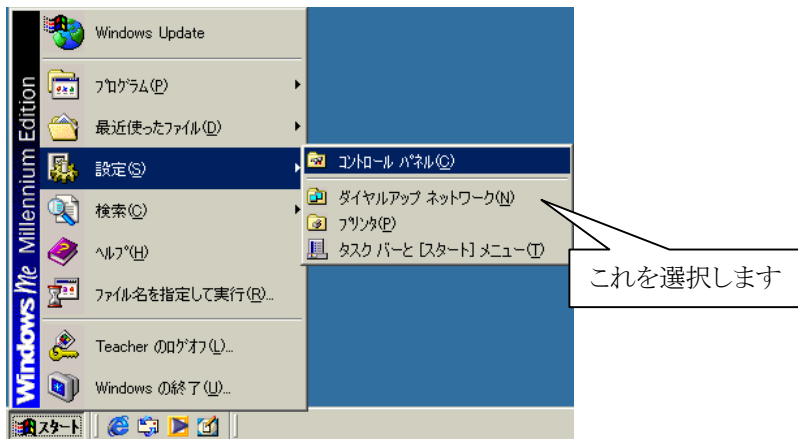 Windows Update
ﾌﾟﾛｸﾞﾗﾑ(P)
最近使ったﾌｧｲﾙ(D)
設定(S)
検索(C)
ﾍﾙﾌﾟ(H)
ﾌｧｲﾙ名を指定して実行(R)...
Teacher のﾛｸﾞｵﾌ(L)...
Windows の終了(U)...
Windows Me Millennium Edition
ｺﾝﾄﾛｰﾙ ﾊﾟﾈﾙ(C)
ダイヤルアップ ネットワーク(N)
ﾌﾟﾘﾝﾀ(P)
タスク バーと [スタート] メニュー(T)
これを選択します
ｽﾀｰﾄ